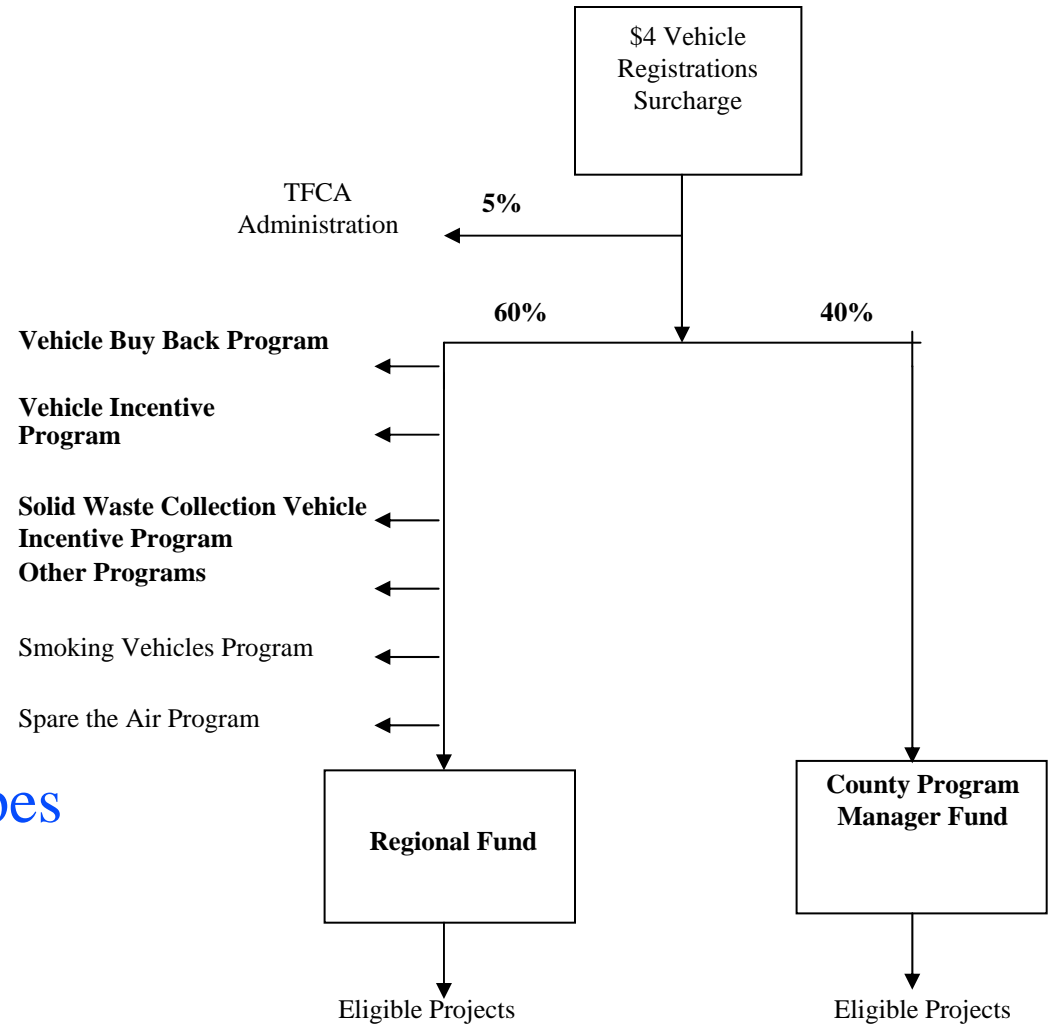 $4 Vehicle
Registrations
Surcharge
TFCA
Administration
5%
60%
40%
Vehicle Buy Back Program
Vehicle Incentive
Program
Solid Waste Collection Vehicle
Incentive Program
Other Programs
Smoking Vehicles Program
Spare the Air Program
Regional Fund
County Program
Manager Fund
Eligible Projects
Eligible Projects